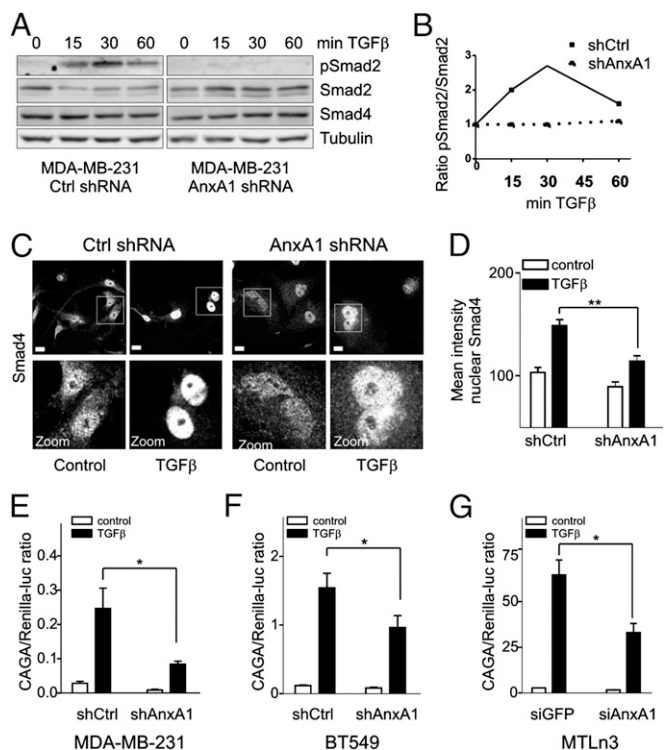 A
0 15 30 60 min TGFβ
0 15 30 60
pSmad2
Smad2
Smad4
Tubulin
MDA-MB-231
Ctrl shRNA
MDA-MB-231
AnxA1 shRNA
B
Ratio pSmad2/Smad2
3
2
1
0
0 15 30 45 60
min TGFβ
shCtrl
shAnxA1
C
Ctrl shRNA AnxA1 shRNA
Smad4
Zoom Zoom Zoom Zoom
Control TGFβ Control TGFβ
D
control
TGFβ
Mean intensity
nuclear Smad4
200
100
**
shCtrl shAnxA1
E
control
TGFβ
CAGA/Renilla-luc ratio
0.4
0.3
0.2
0.1
0.0
*
shCtrl shAnxA1
MDA-MB-231
F
control
TGFβ
CAGA/Renilla-luc ratio
2
1
0
*
shCtrl shAnxA1
BT549
G
control
TGFβ
CAGA/Renilla-luc ratio
75
50
25
0
*
siGFP siAnxA1
MTLn3